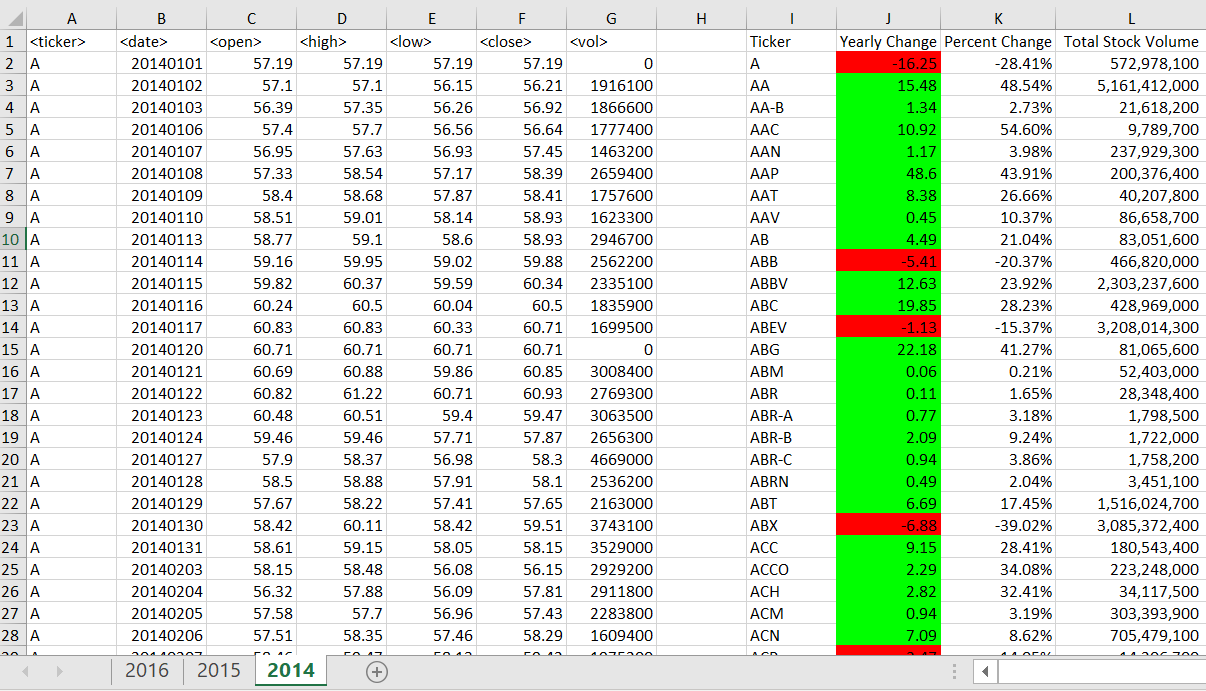 A B C D E F G H I J K L
1 <ticker> <date> <open> <high> <low> <close> <vol> Ticker Yearly Change Percent Change Total Stock Volume
2 A 20140101 57.19 57.19 57.19 57.19 0 A -16.25 -28.41% 572,978,100
3 A 20140102 57.1 57.1 56.15 56.21 1916100 AA 15.48 48.54% 5,161,412,000
4 A 20140103 56.39 57.35 56.26 56.92 1866600 AA-B 1.34 2.73% 21,618,200
5 A 20140106 57.4 57.7 56.56 56.64 1777400 AAC 10.92 54.60% 9,789,700
6 A 20140107 56.95 57.63 56.93 57.45 1463200 AAN 1.17 3.98% 237,929,300
7 A 20140108 57.33 58.54 57.17 58.39 2659400 AAP 48.6 43.91% 200,376,400
8 A 20140109 58.4 58.68 57.87 58.41 1757600 AAT 8.38 26.66% 40,207,800
9 A 20140110 58.51 59.01 58.14 58.93 1623300 AAV 0.45 10.37% 86,658,700
10 A 20140113 58.77 59.1 58.6 58.93 2946700 AB 4.49 21.04% 83,051,600
11 A 20140114 59.16 59.95 59.02 59.88 2562200 ABB -5.41 -20.37% 466,820,000
12 A 20140115 59.82 60.37 59.59 60.34 2335100 ABBV 12.63 23.92% 2,303,237,600
13 A 20140116 60.24 60.5 60.04 60.5 1835900 ABC 19.85 28.23% 428,969,000
14 A 20140117 60.83 60.83 60.33 60.71 1699500 ABEV -1.13 -15.37% 3,208,014,300
15 A 20140120 60.71 60.71 60.71 60.71 0 ABG 22.18 41.27% 81,065,600
16 A 20140121 60.69 60.88 59.86 60.85 3008400 ABM 0.06 0.21% 52,403,000
17 A 20140122 60.82 61.22 60.71 60.93 2769300 ABR 0.11 1.65% 28,348,400
18 A 20140123 60.48 60.51 59.4 59.47 3063500 ABR-A 0.77 3.18% 1,798,500
19 A 20140124 59.46 59.46 57.71 57.87 2656300 ABR-B 2.09 9.24% 1,722,000
20 A 20140127 57.9 58.37 56.98 58.3 4669000 ABR-C 0.94 3.86% 1,758,200
21 A 20140128 58.5 58.88 57.91 58.1 2536200 ABRN 0.49 2.04% 3,451,100
22 A 20140129 57.67 58.22 57.41 57.65 2163000 ABT 6.69 17.45% 1,516,024,700
23 A 20140130 58.42 60.11 58.42 59.51 3743100 ABX -6.88 -39.02% 3,085,372,400
24 A 20140131 58.61 59.15 58.05 58.15 3529000 ACC 9.15 28.41% 180,543,400
25 A 20140203 58.15 58.48 56.08 56.15 2929200 ACCO 2.29 34.08% 223,248,000
26 A 20140204 56.32 57.88 56.09 57.81 2911800 ACH 2.82 32.41% 34,117,500
27 A 20140205 57.58 57.7 56.96 57.43 2283800 ACM 0.94 3.19% 303,393,900
28 A 20140206 57.51 58.35 57.46 58.29 1609400 ACN 7.09 8.62% 705,479,100
2016 2015 2014